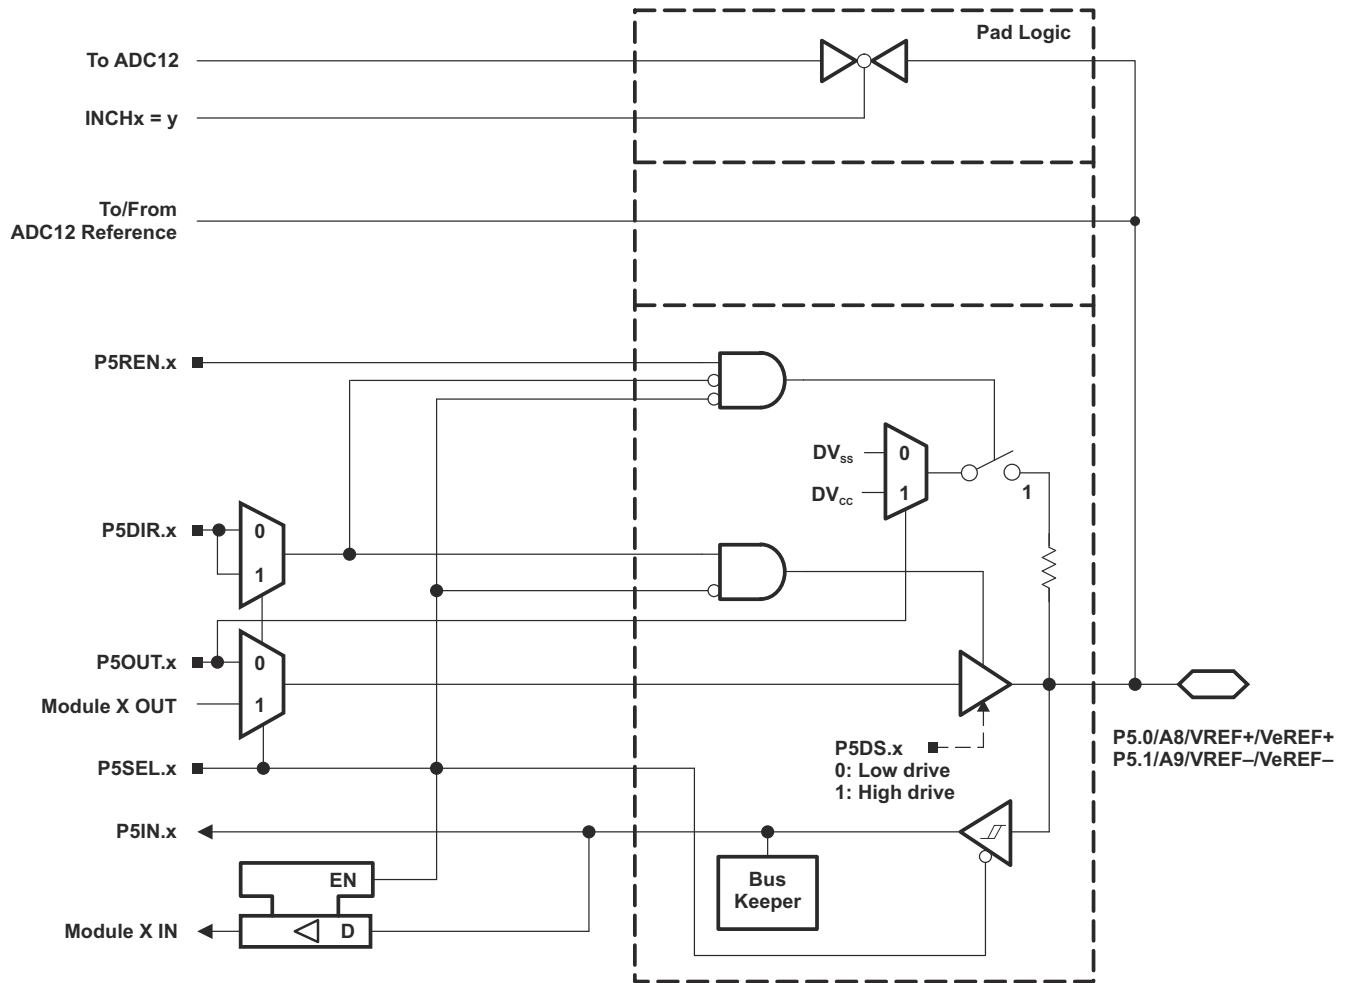 Pad Logic
To ADC12
INCHx = y
To/From
ADC12 Reference
P5REN.x
DVSS
0
DVCC
1
1
P5DIR.x
0
1
P5OUT.x
0
Module X OUT
1
P5DS.x
0: Low drive
1: High drive
P5.0/A8/VREF+/VeREF+
P5.1/A9/VREF–/VeREF–
P5SEL.x
P5IN.x
EN
Bus
Keeper
Module X IN
D